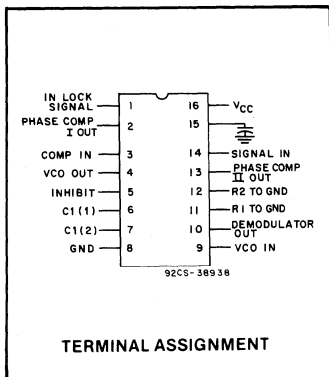 IN LOCK
SIGNAL 1
PHASE COMP
I OUT 2
COMP IN 3
VCO OUT 4
INHIBIT 5
C1(1) 6
C1(2) 7
GND 8
16 VCC
15
14 SIGNAL IN
13 PHASE COMP
II OUT
12 R2 TO GND
11 R1 TO GND
10 DEMODULATOR
OUT
9 VCO IN
92CS-38938
TERMINAL ASSIGNMENT